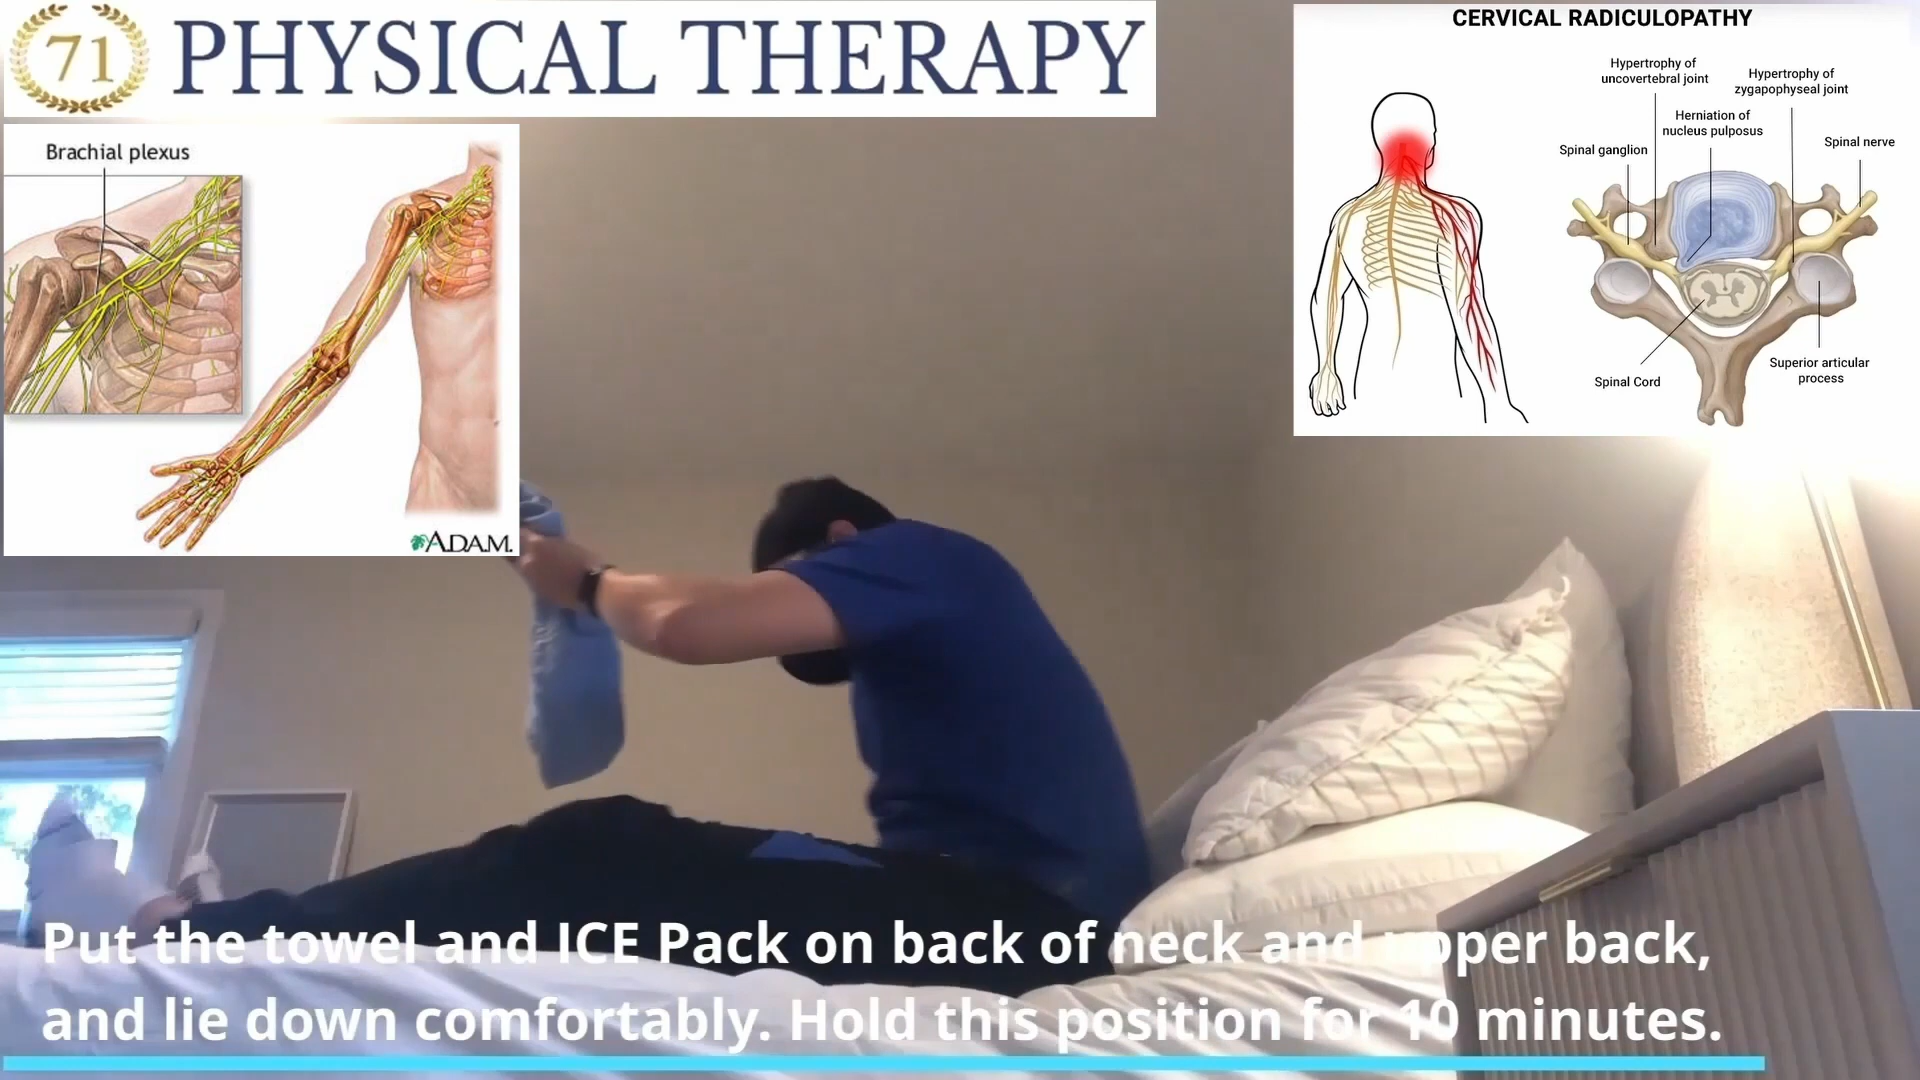 71 PHYSICAL THERAPY
Brachial plexus
ADAM.
CERVICAL RADICULOPATHY
Hypertrophy of
uncovertebral joint
Hypertrophy of
zygapophyseal joint
Herniation of
nucleus pulposus
Spinal ganglion
Spinal nerve
Superior articular
process
Spinal Cord
Put the towel and ICE Pack on back of neck and upper back,
and lie down comfortably. Hold this position for 10 minutes.